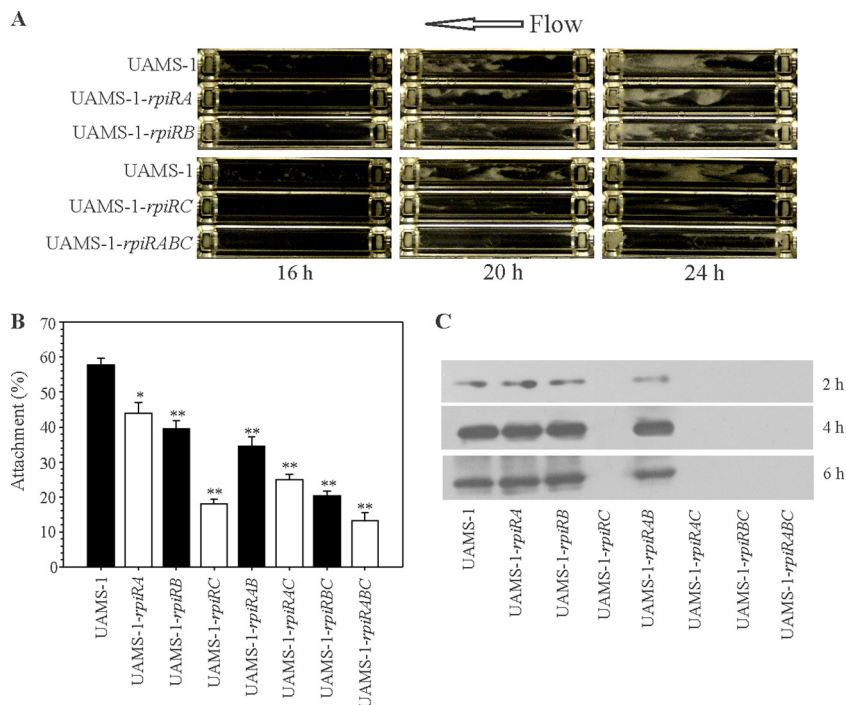 A
Flow
UAMS-1
UAMS-1-rpiRA
UAMS-1-rpiRB
UAMS-1
UAMS-1-rpiRC
UAMS-1-rpiRABC
16 h
20 h
24 h
B
70
60
50
40
30
20
10
0
Attachment (%)
*
**
**
**
**
**
**
UAMS-1
UAMS-1-rpiRA
UAMS-1-rpiRB
UAMS-1-rpiRC
UAMS-1-rpiRAB
UAMS-1-rpiRAC
UAMS-1-rpiRBC
UAMS-1-rpiRABC
C
2 h
4 h
6 h
UAMS-1
UAMS-1-rpiRA
UAMS-1-rpiRB
UAMS-1-rpiRC
UAMS-1-rpiRAB
UAMS-1-rpiRAC
UAMS-1-rpiRBC
UAMS-1-rpiRABC